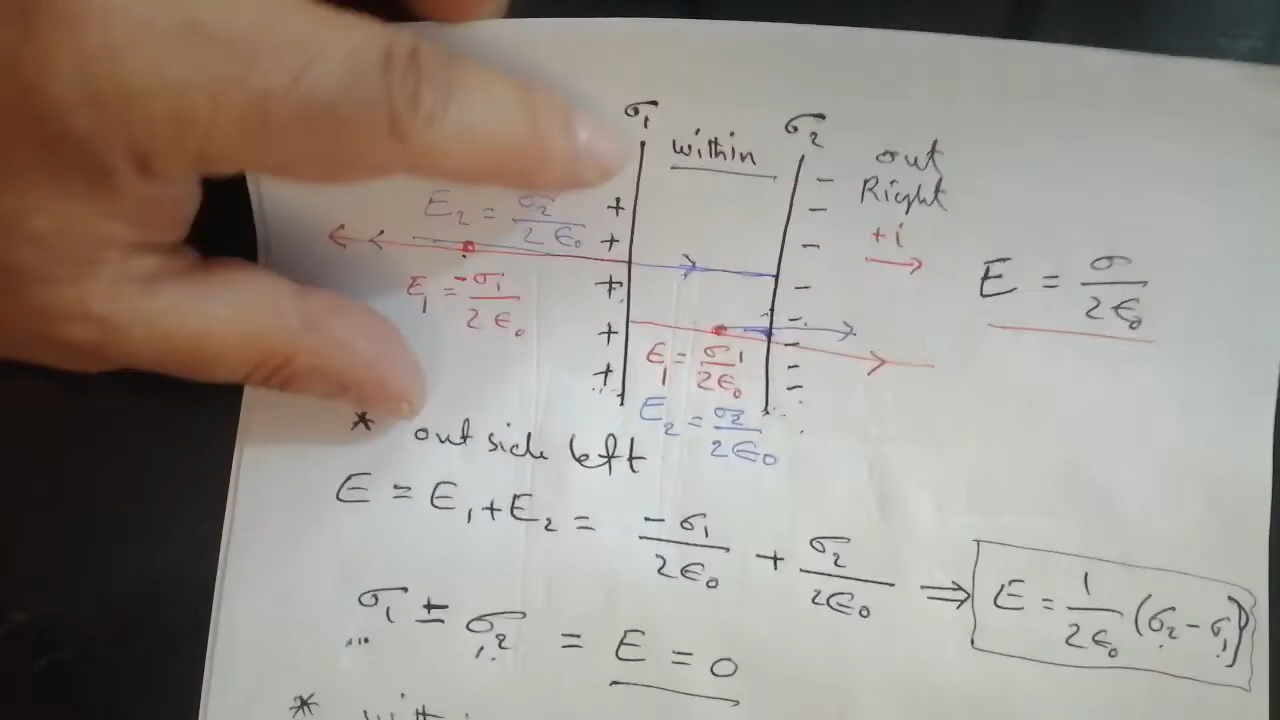 σ1
within
σ2
out
Right
+i
E2 = σ2 / 2ϵ0
E1 = -σ1 / 2ϵ0
E1 = σ1 / 2ϵ0
E2 = σ2 / 2ϵ0
E = σ / 2ϵ0
* out side left
E = E1 + E2 = -σ1 / 2ϵ0 + σ2 / 2ϵ0 ⇒ E = 1 / 2ϵ0 (σ2 - σ1)
σ1 ± σ2 = E = 0
*